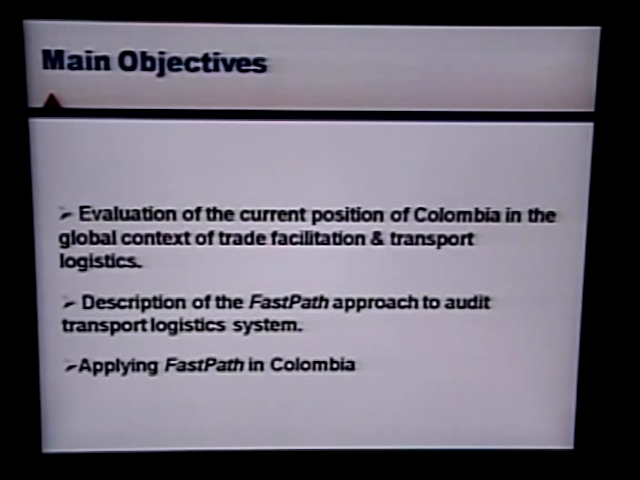 Main Objectives
➢ Evaluation of the current position of Colombia in the
global context of trade facilitation & transport
logistics.
➢ Description of the FastPath approach to audit
transport logistics system.
➢Applying FastPath in Colombia